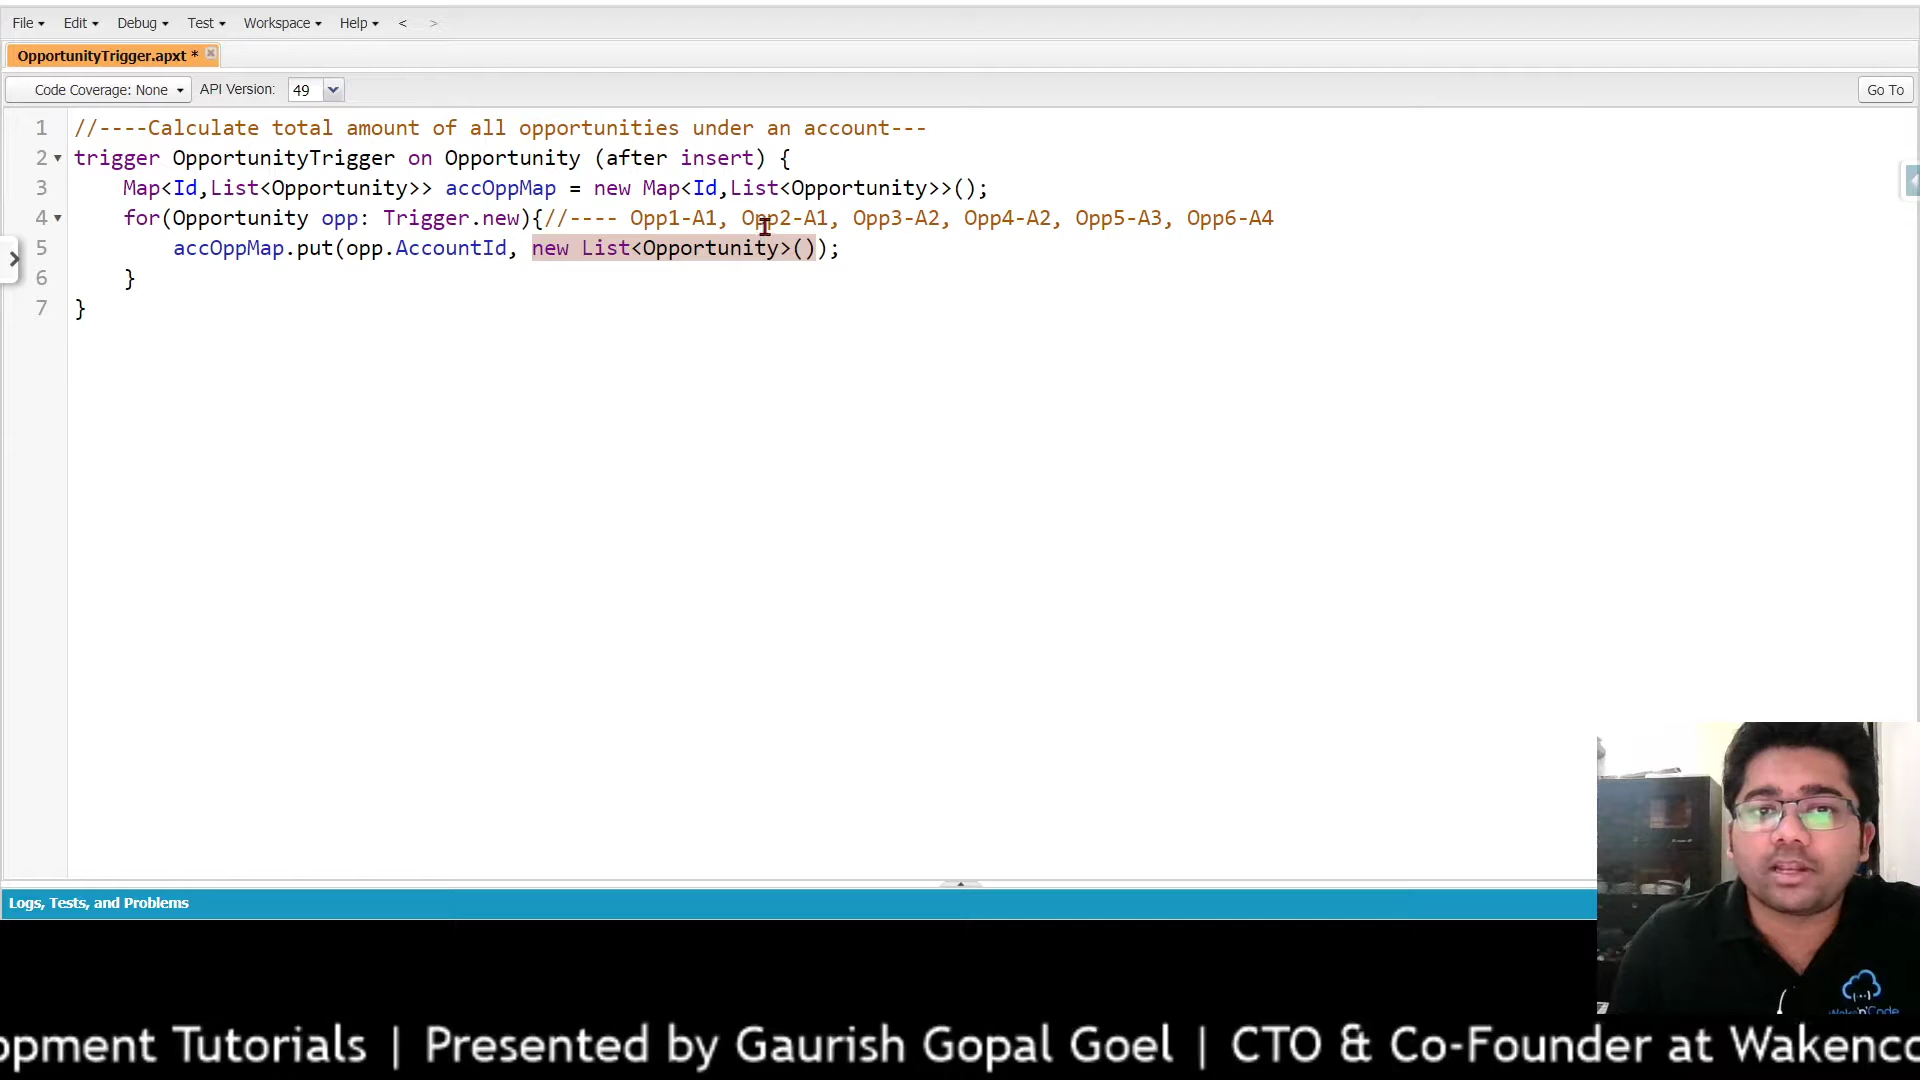 File Edit Debug Test Workspace Help < >
OpportunityTrigger.apxt *
Code Coverage: None API Version: 49 Go To
1 //----Calculate total amount of all opportunities under an account---
2 trigger OpportunityTrigger on Opportunity (after insert) {
3 Map<Id,List<Opportunity>> accOppMap = new Map<Id,List<Opportunity>>();
4 for(Opportunity opp: Trigger.new){//---- Opp1-A1, Opp2-A1, Opp3-A2, Opp4-A2, Opp5-A3, Opp6-A4
5 accOppMap.put(opp.AccountId, new List<Opportunity>());
6 }
7 }
Logs, Tests, and Problems
Wake'n'Code
opment Tutorials | Presented by Gaurish Gopal Goel | CTO & Co-Founder at Wakenco